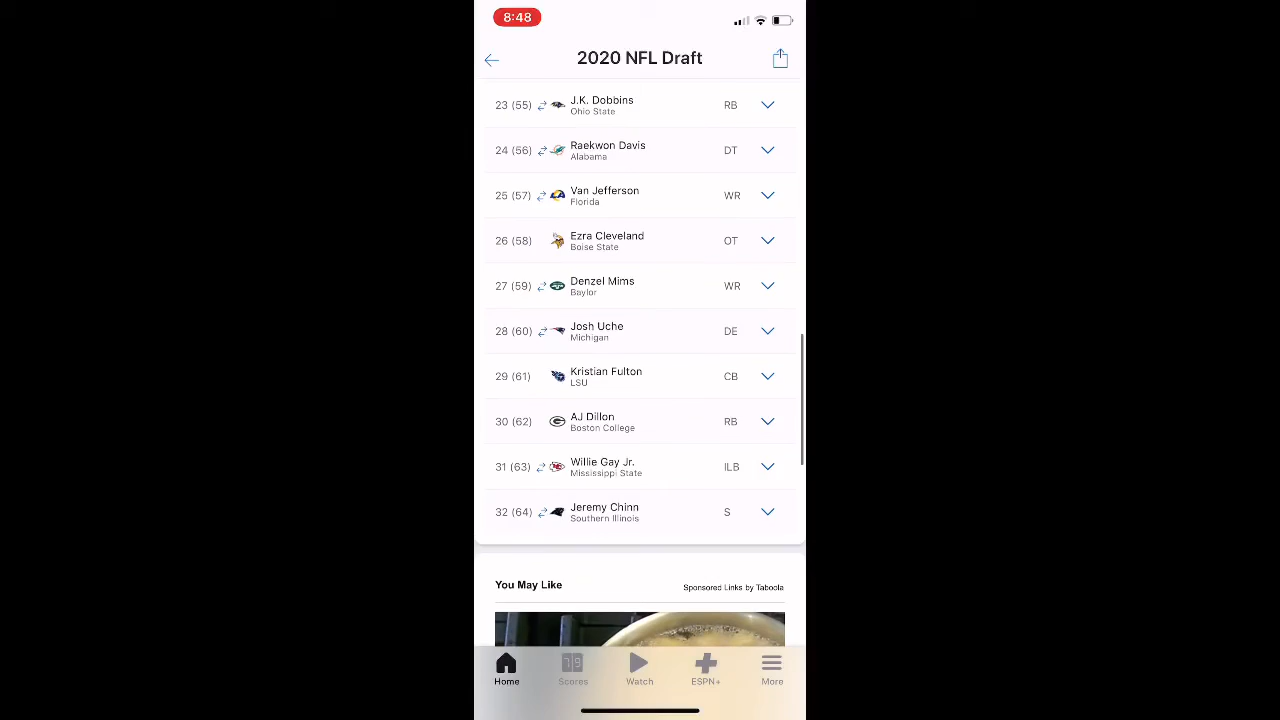 8:48
2020 NFL Draft
23 (55) J.K. Dobbins RB
Ohio State
24 (56) Raekwon Davis DT
Alabama
25 (57) Van Jefferson WR
Florida
26 (58) Ezra Cleveland OT
Boise State
27 (59) Denzel Mims WR
Baylor
28 (60) Josh Uche DE
Michigan
29 (61) Kristian Fulton CB
LSU
30 (62) AJ Dillon RB
Boston College
31 (63) Willie Gay Jr. ILB
Mississippi State
32 (64) Jeremy Chinn S
Southern Illinois
You May Like Sponsored Links by Taboola
Home Scores Watch ESPN+ More